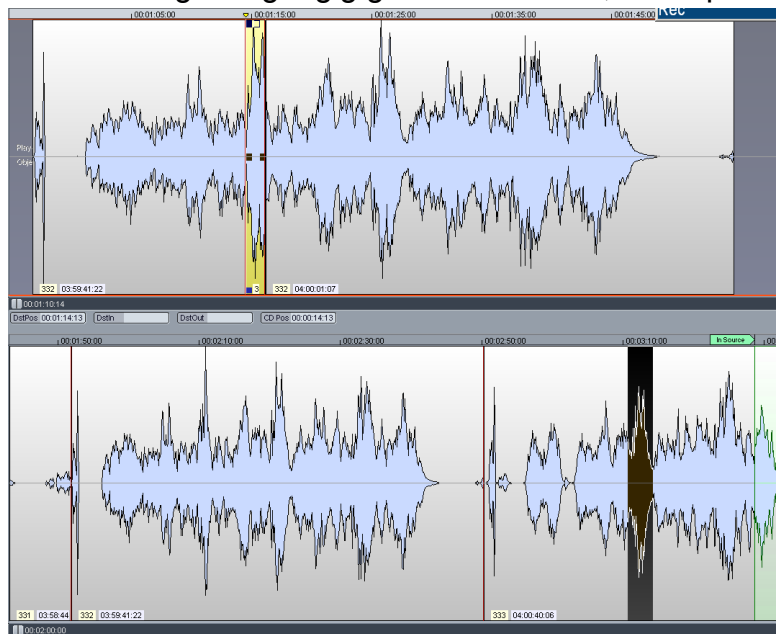 00:01:05:00 00:01:15:00 00:01:25:00 00:01:35:00 00:01:45:00 Rec
Play
Obje
332 03:59:41:22 3 332 04:00:01:07
00:01:10:14
DstPos 00:01:14:13 DstIn DstOut CD Pos 00:00:14:13
00:01:50:00 00:02:10:00 00:02:30:00 00:02:50:00 00:03:10:00 In Source 00
331 03:58:44 332 03:59:41:22 333 04:00:40:06
00:02:00:00